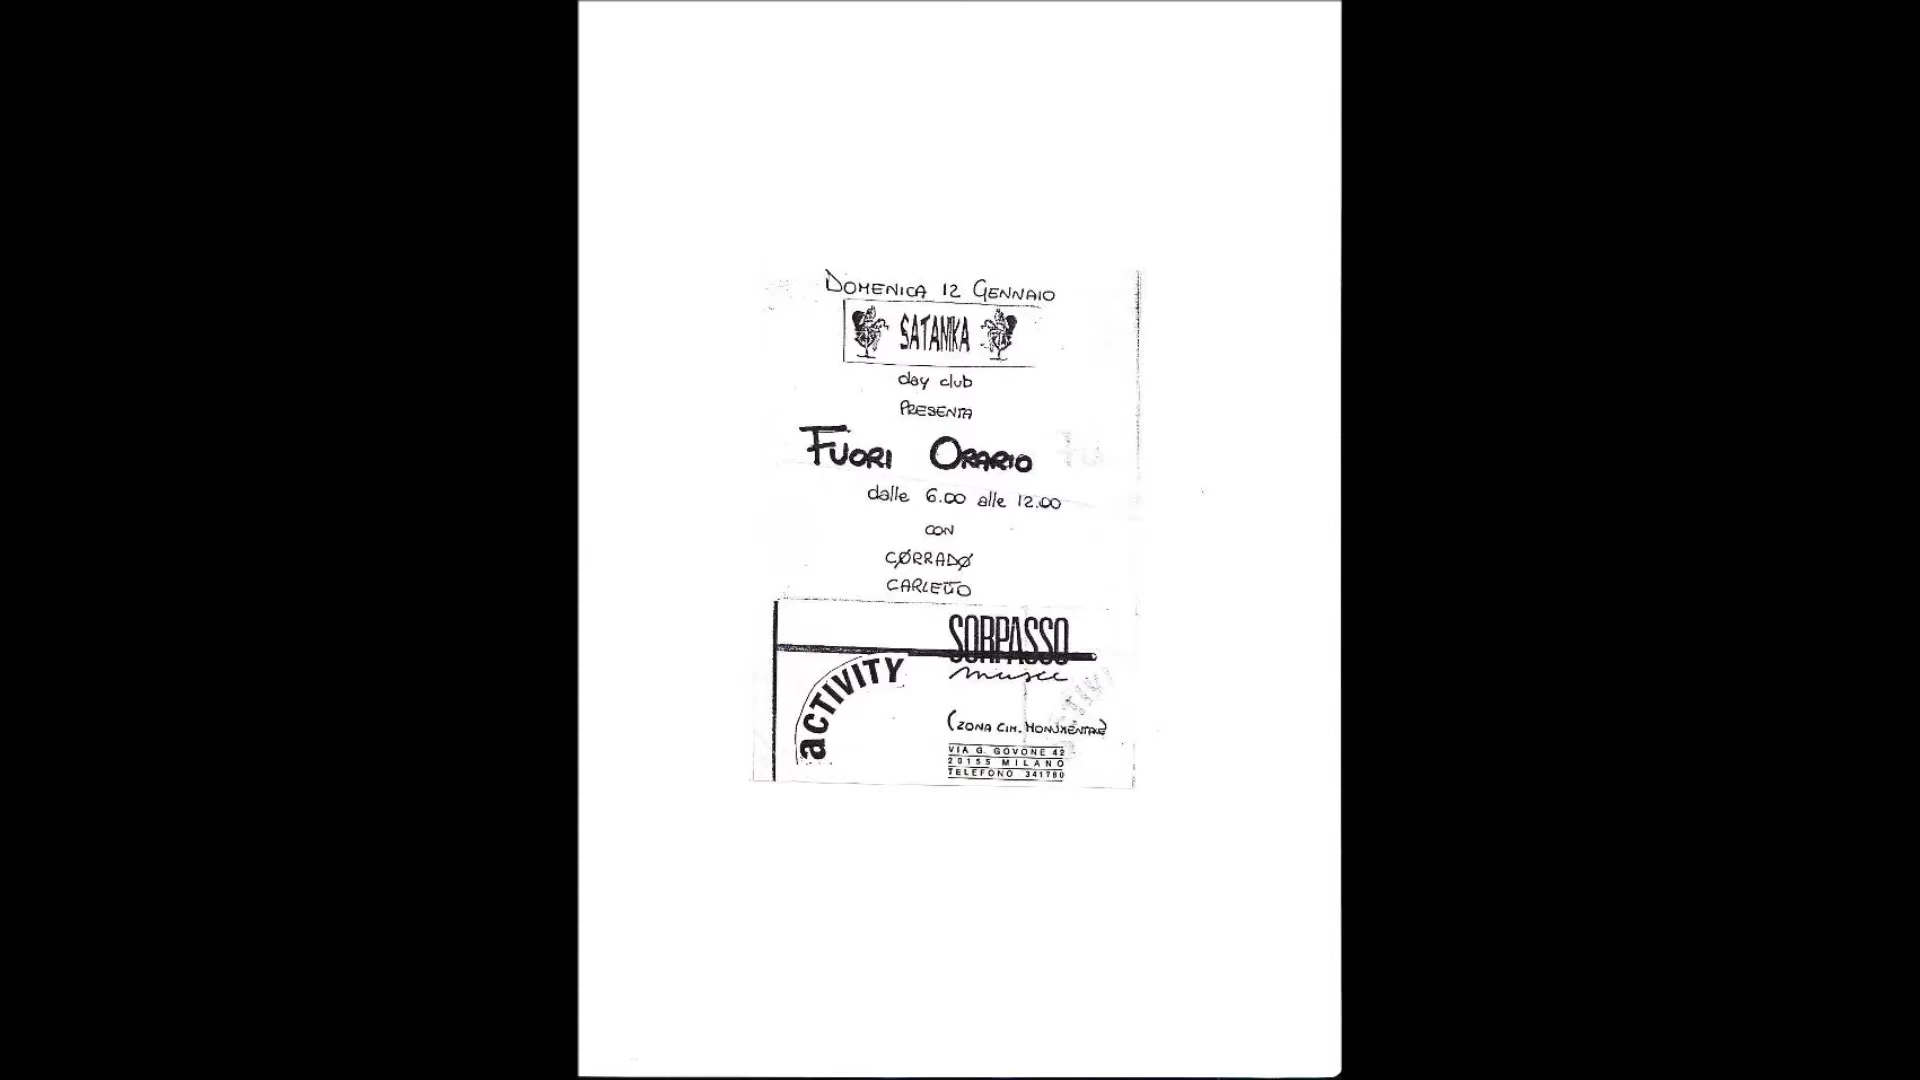 DOMENICA 12 GENNAIO
SATANIKA
day club
PRESENTA
FUORI ORARIO
dalle 6.00 alle 12.00
CON
CØRRADØ
CARLETTO
SORPASSO
music
aCTIVITY
(ZONA CIM. MONUMENTALE)
VIA G. GOVONE 42
20155 MILANO
TELEFONO 341780